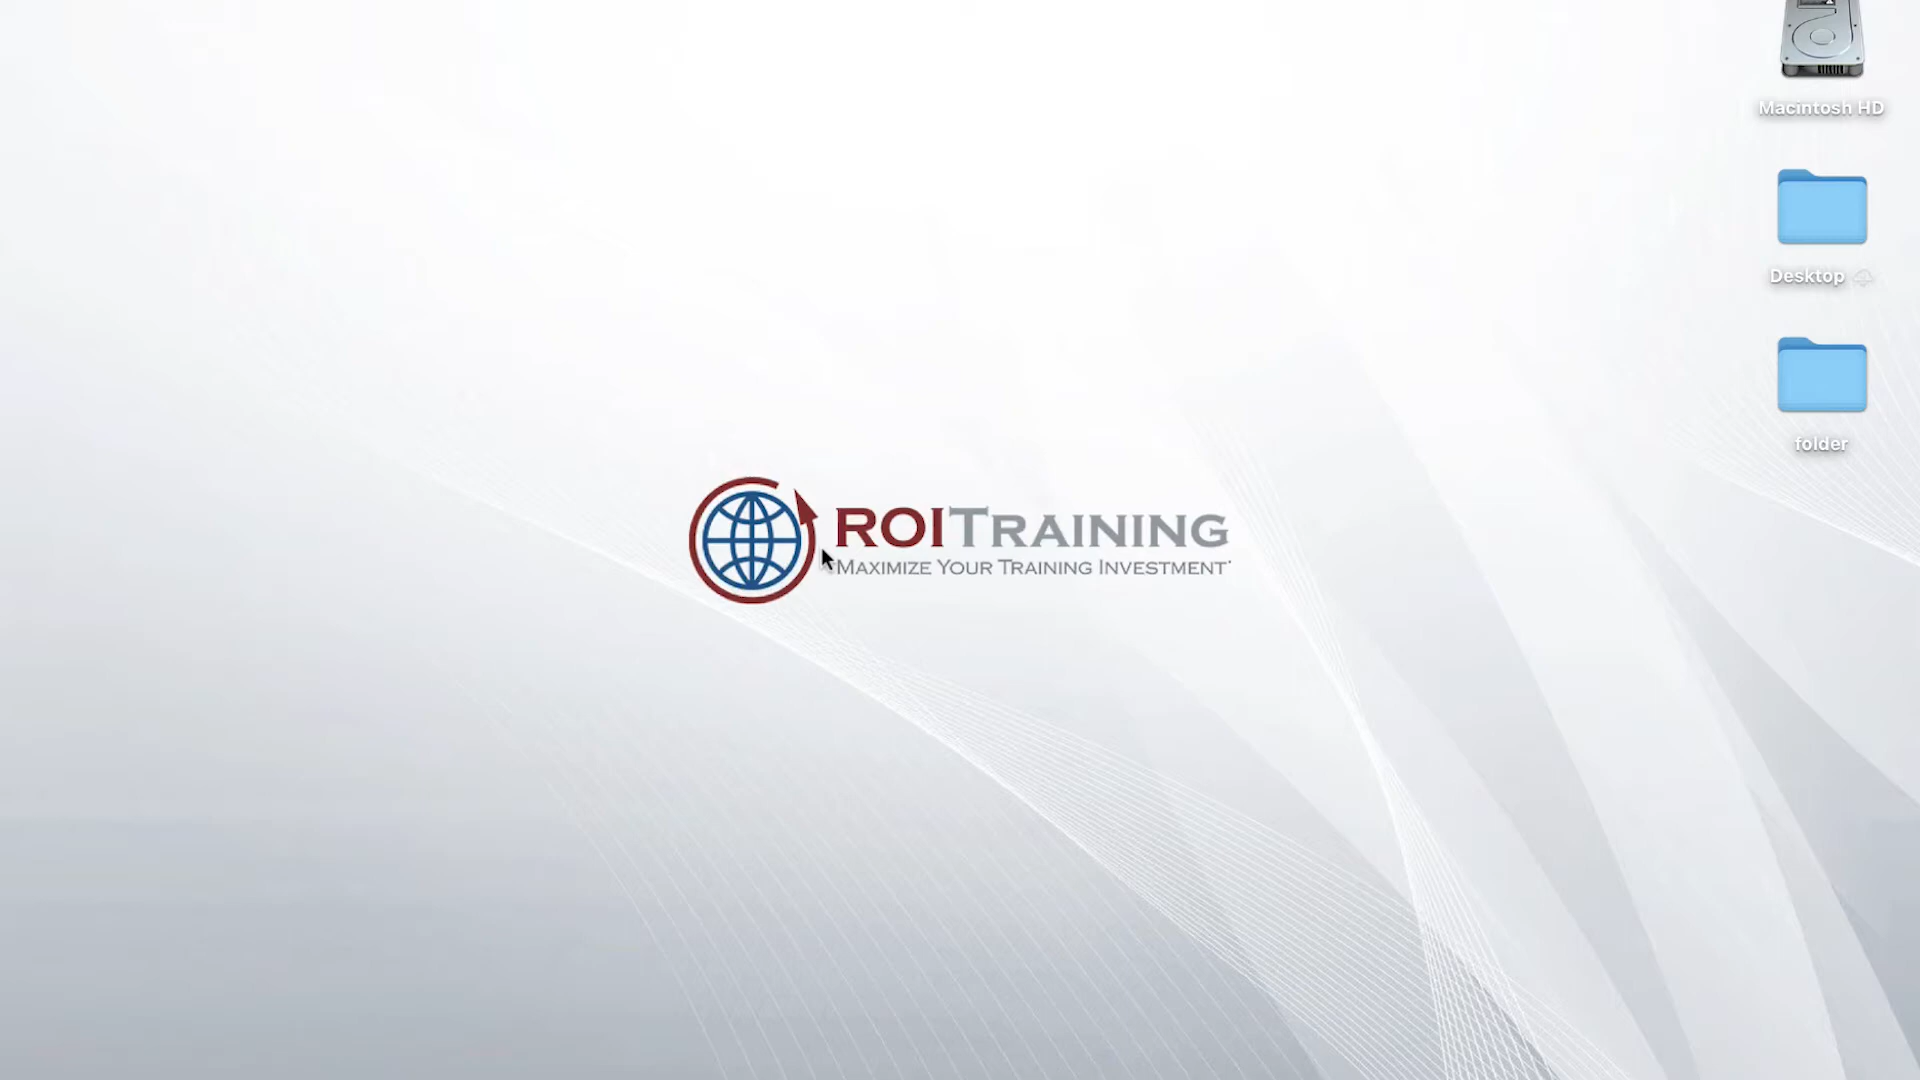 Macintosh HD
Desktop
folder
ROITRAINING
MAXIMIZE YOUR TRAINING INVESTMENT